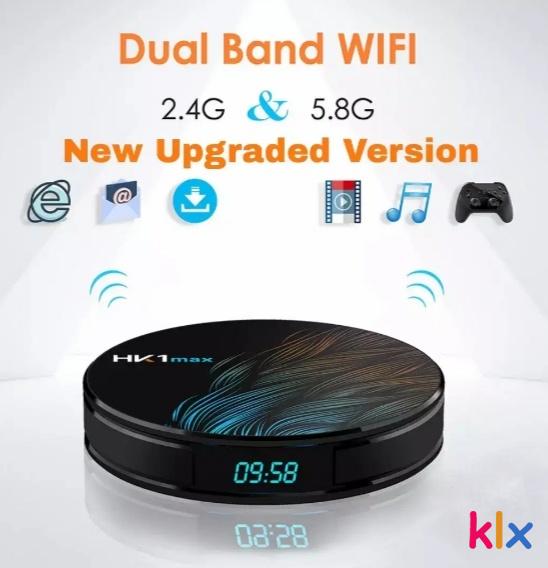 Dual Band WIFI
2.4G & 5.8G
New Upgraded Version
HK1max
09:58
klx